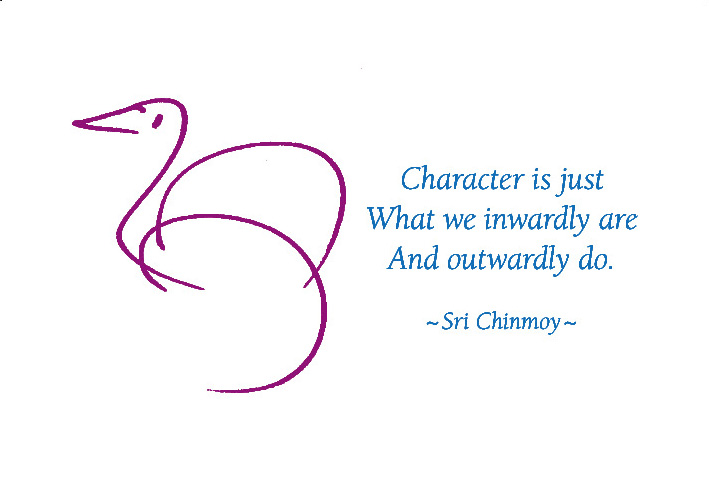 Character is just
What we inwardly are
And outwardly do.
~Sri Chinmoy~